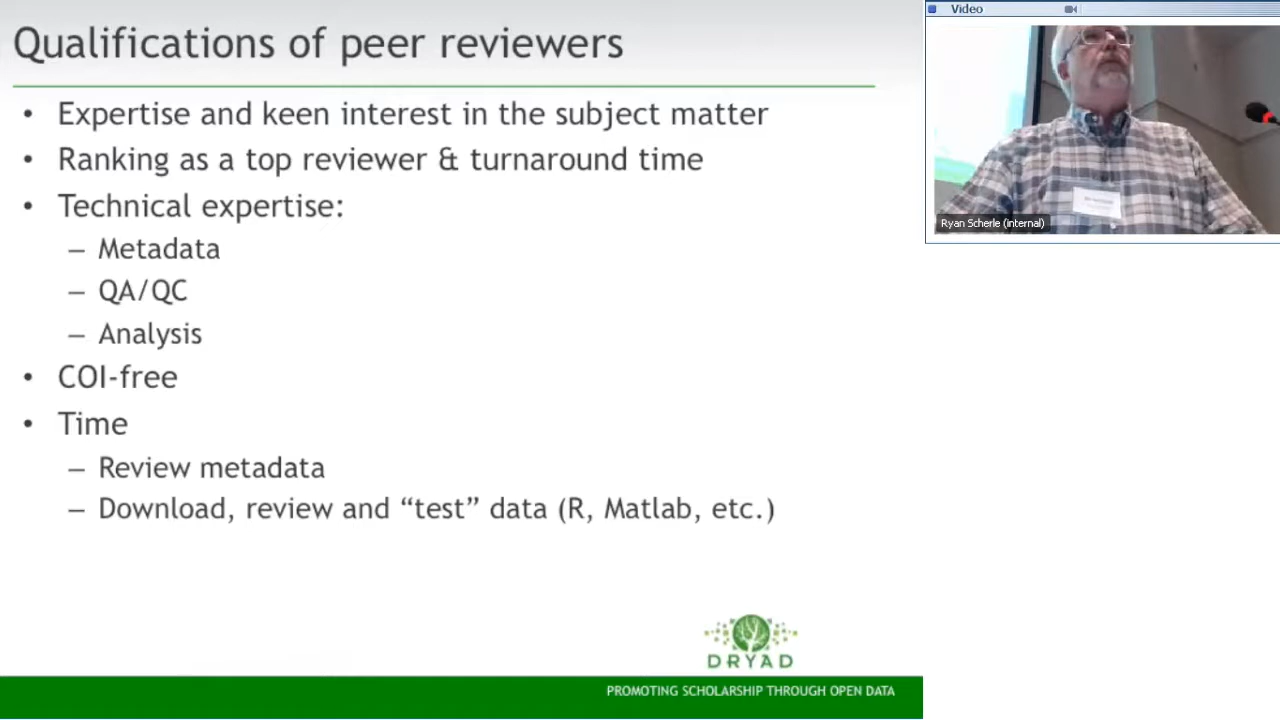 Qualifications of peer reviewers
• Expertise and keen interest in the subject matter
• Ranking as a top reviewer & turnaround time
• Technical expertise:
– Metadata
– QA/QC
– Analysis
• COI-free
• Time
– Review metadata
– Download, review and “test” data (R, Matlab, etc.)
DRYAD
PROMOTING SCHOLARSHIP THROUGH OPEN DATA
Video
Ryan Scherle (internal)